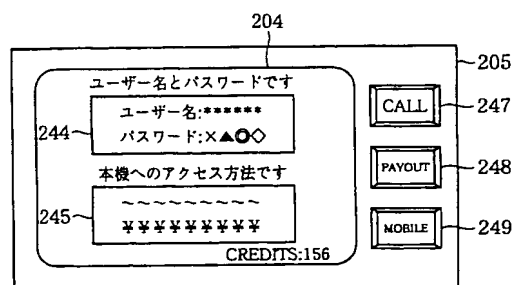 204
205
ユーザー名とパスワードです
ユーザー名:******
パスワード:×▲○◇
244
本機へのアクセス方法です
~~~~~~~~~
¥¥¥¥¥¥¥¥¥
245
CREDITS:156
CALL
247
PAYOUT
248
MOBILE
249